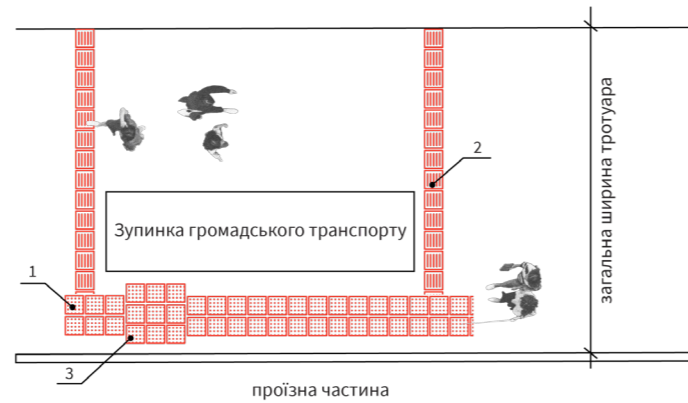 2
Зупинка громадського транспорту
загальна ширина тротуара
1
3
проїзна частина